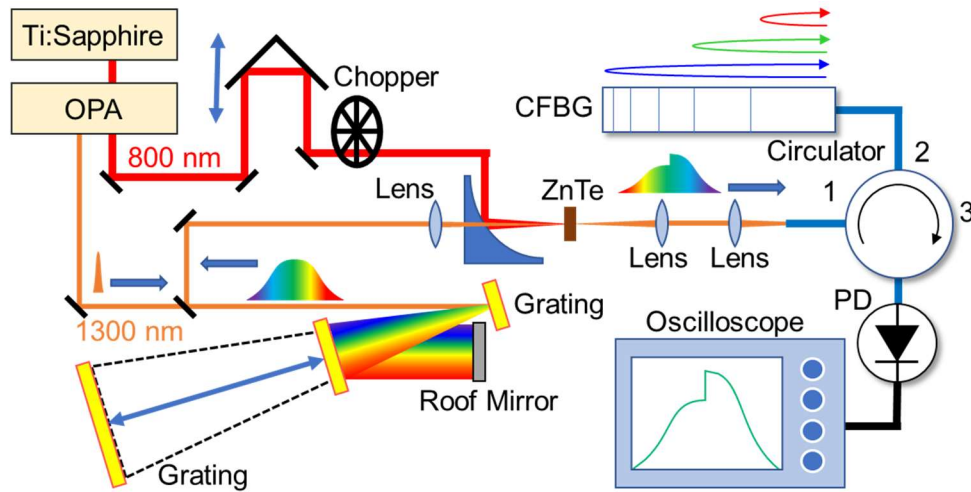 Ti:Sapphire
OPA
800 nm
Chopper
CFBG
Circulator
2
1
3
Lens
ZnTe
Lens
Lens
1300 nm
Grating
Roof Mirror
Grating
Oscilloscope
PD